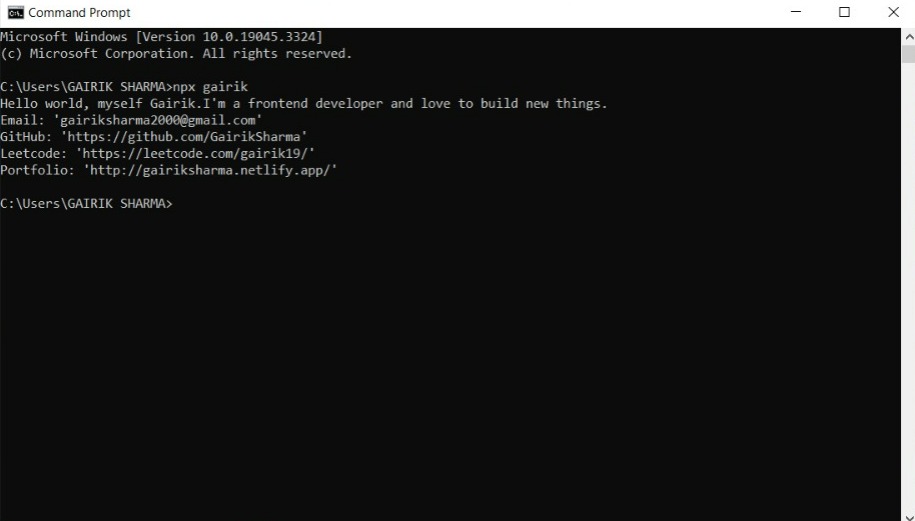 Command Prompt
Microsoft Windows [Version 10.0.19045.3324]
(c) Microsoft Corporation. All rights reserved.
C:\Users\GAIRIK SHARMA>npx gairik
Hello world, myself Gairik.I'm a frontend developer and love to build new things.
Email: 'gairiksharma2000@gmail.com'
GitHub: 'https://github.com/GairikSharma'
Leetcode: 'https://leetcode.com/gairik19/'
Portfolio: 'http://gairiksharma.netlify.app/'
C:\Users\GAIRIK SHARMA>